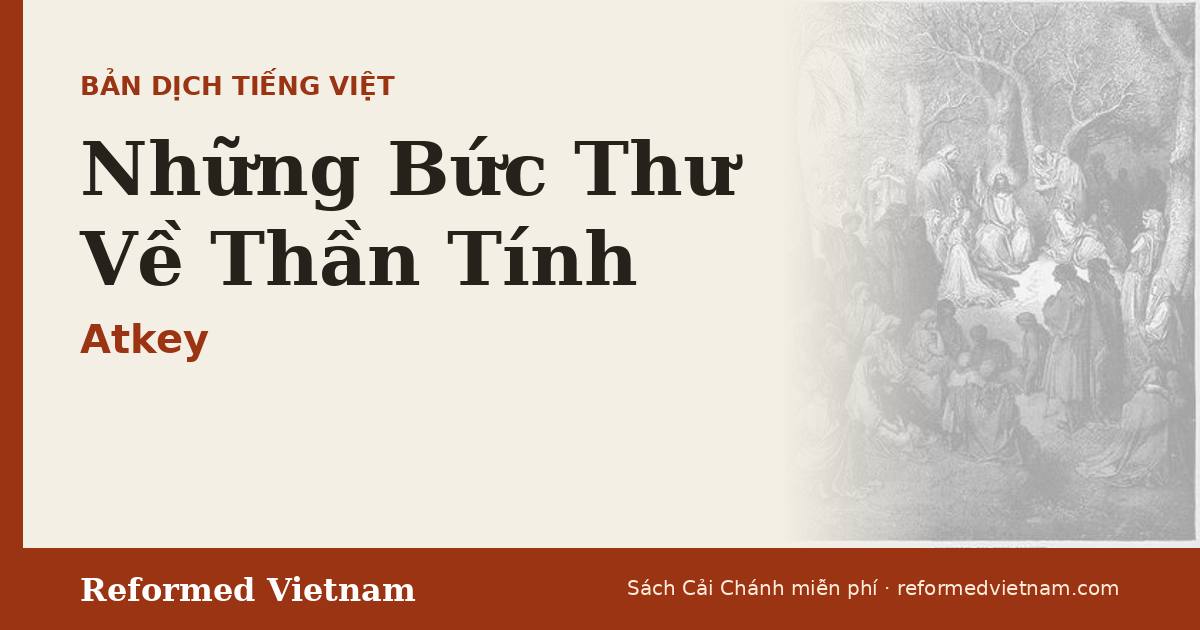 BẢN DỊCH TIẾNG VIỆT
Những Bức Thư
Về Thần Tính
Atkey
Reformed Vietnam
Sách Cải Chánh miễn phí · reformedvietnam.com